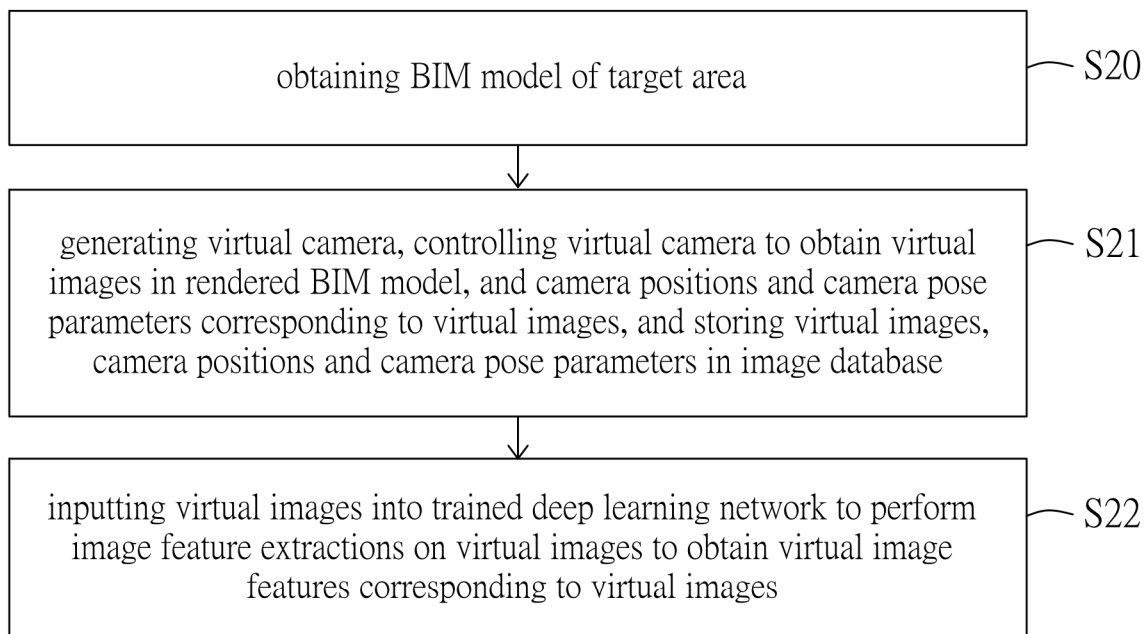 obtaining BIM model of target area
S20
generating virtual camera, controlling virtual camera to obtain virtual
images in rendered BIM model, and camera positions and camera pose
parameters corresponding to virtual images, and storing virtual images,
camera positions and camera pose parameters in image database
S21
inputting virtual images into trained deep learning network to perform
image feature extractions on virtual images to obtain virtual image
features corresponding to virtual images
S22